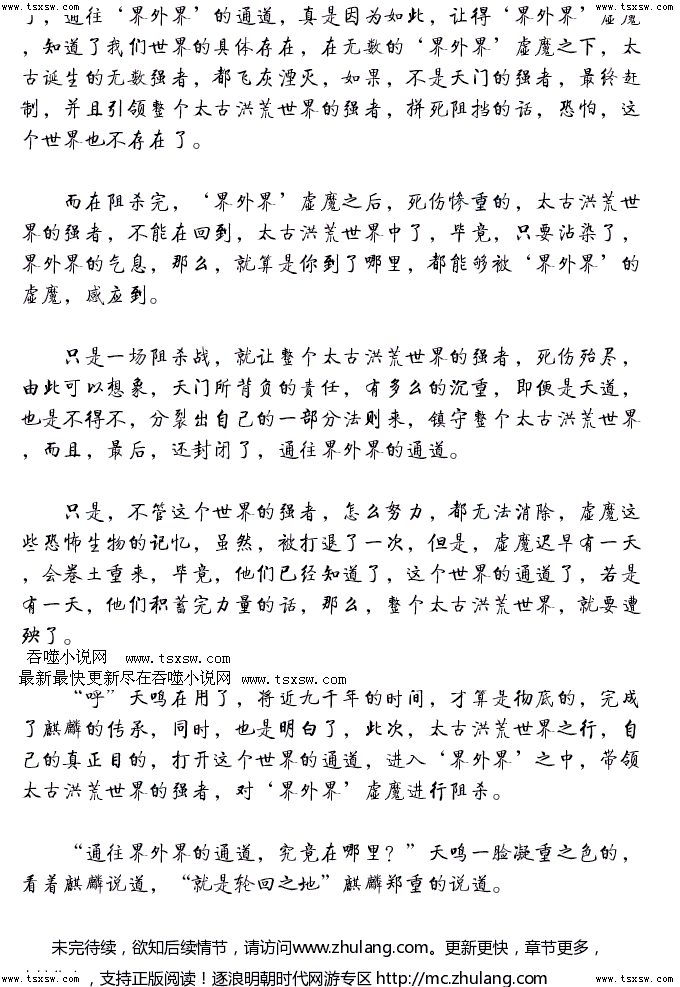 www.tsxsw.com www.tsxsw.com www.tsxsw.com www.tsxsw.com
了，通往‘界外界’的通道，真是因为如此，让得‘界外界’虚魔
，知道了我们世界的具体存在，在无数的‘界外界’虚魔之下，太
古诞生的无数强者，都飞灰湮灭，如果，不是天门的强者，最终赶
制，并且引领整个太古洪荒世界的强者，拼死阻挡的话，恐怕，这
个世界也不存在了。
而在阻杀完，‘界外界’虚魔之后，死伤惨重的，太古洪荒世
界的强者，不能在回到，太古洪荒世界中了，毕竟，只要沾染了，
界外界的气息，那么，就算是你到了哪里，都能够被‘界外界’的
虚魔，感应到。
只是一场阻杀战，就让整个太古洪荒世界的强者，死伤殆尽，
由此可以想象，天门所背负的责任，有多么的沉重，即便是天道，
也是不得不，分裂出自己的一部分法则来，镇守整个太古洪荒世界
，而且，最后，还封闭了，通往界外界的通道。
只是，不管这个世界的强者，怎么努力，都无法消除，虚魔这
些恐怖生物的记忆，虽然，被打退了一次，但是，虚魔迟早有一天
，会卷土重来，毕竟，他们已经知道了，这个世界的通道了，若是
有一天，他们积蓄完力量的话，那么，整个太古洪荒世界，就要遭
殃了。
吞噬小说网 www.tsxsw.com
最新最快更新尽在吞噬小说网 www.tsxsw.com
“呼”天鸣在用了，将近九千年的时间，才算是彻底的，完成
了麒麟的传承，同时，也是明白了，此次，太古洪荒世界之行，自
己的真正目的，打开这个世界的通道，进入‘界外界’之中，带领
太古洪荒世界的强者，对‘界外界’虚魔进行阻杀。
“通往界外界的通道，究竟在哪里？”天鸣一脸凝重之色的，
看着麒麟说道，“就是轮回之地”麒麟郑重的说道。
未完待续，欲知后续情节，请访问www.zhulang.com。更新更快，章节更多，
，支持正版阅读！逐浪明朝时代网游专区 http://mc.zhulang.com
www.tsxsw.com www.tsxsw.com www.tsxsw.com www.tsxsw.com